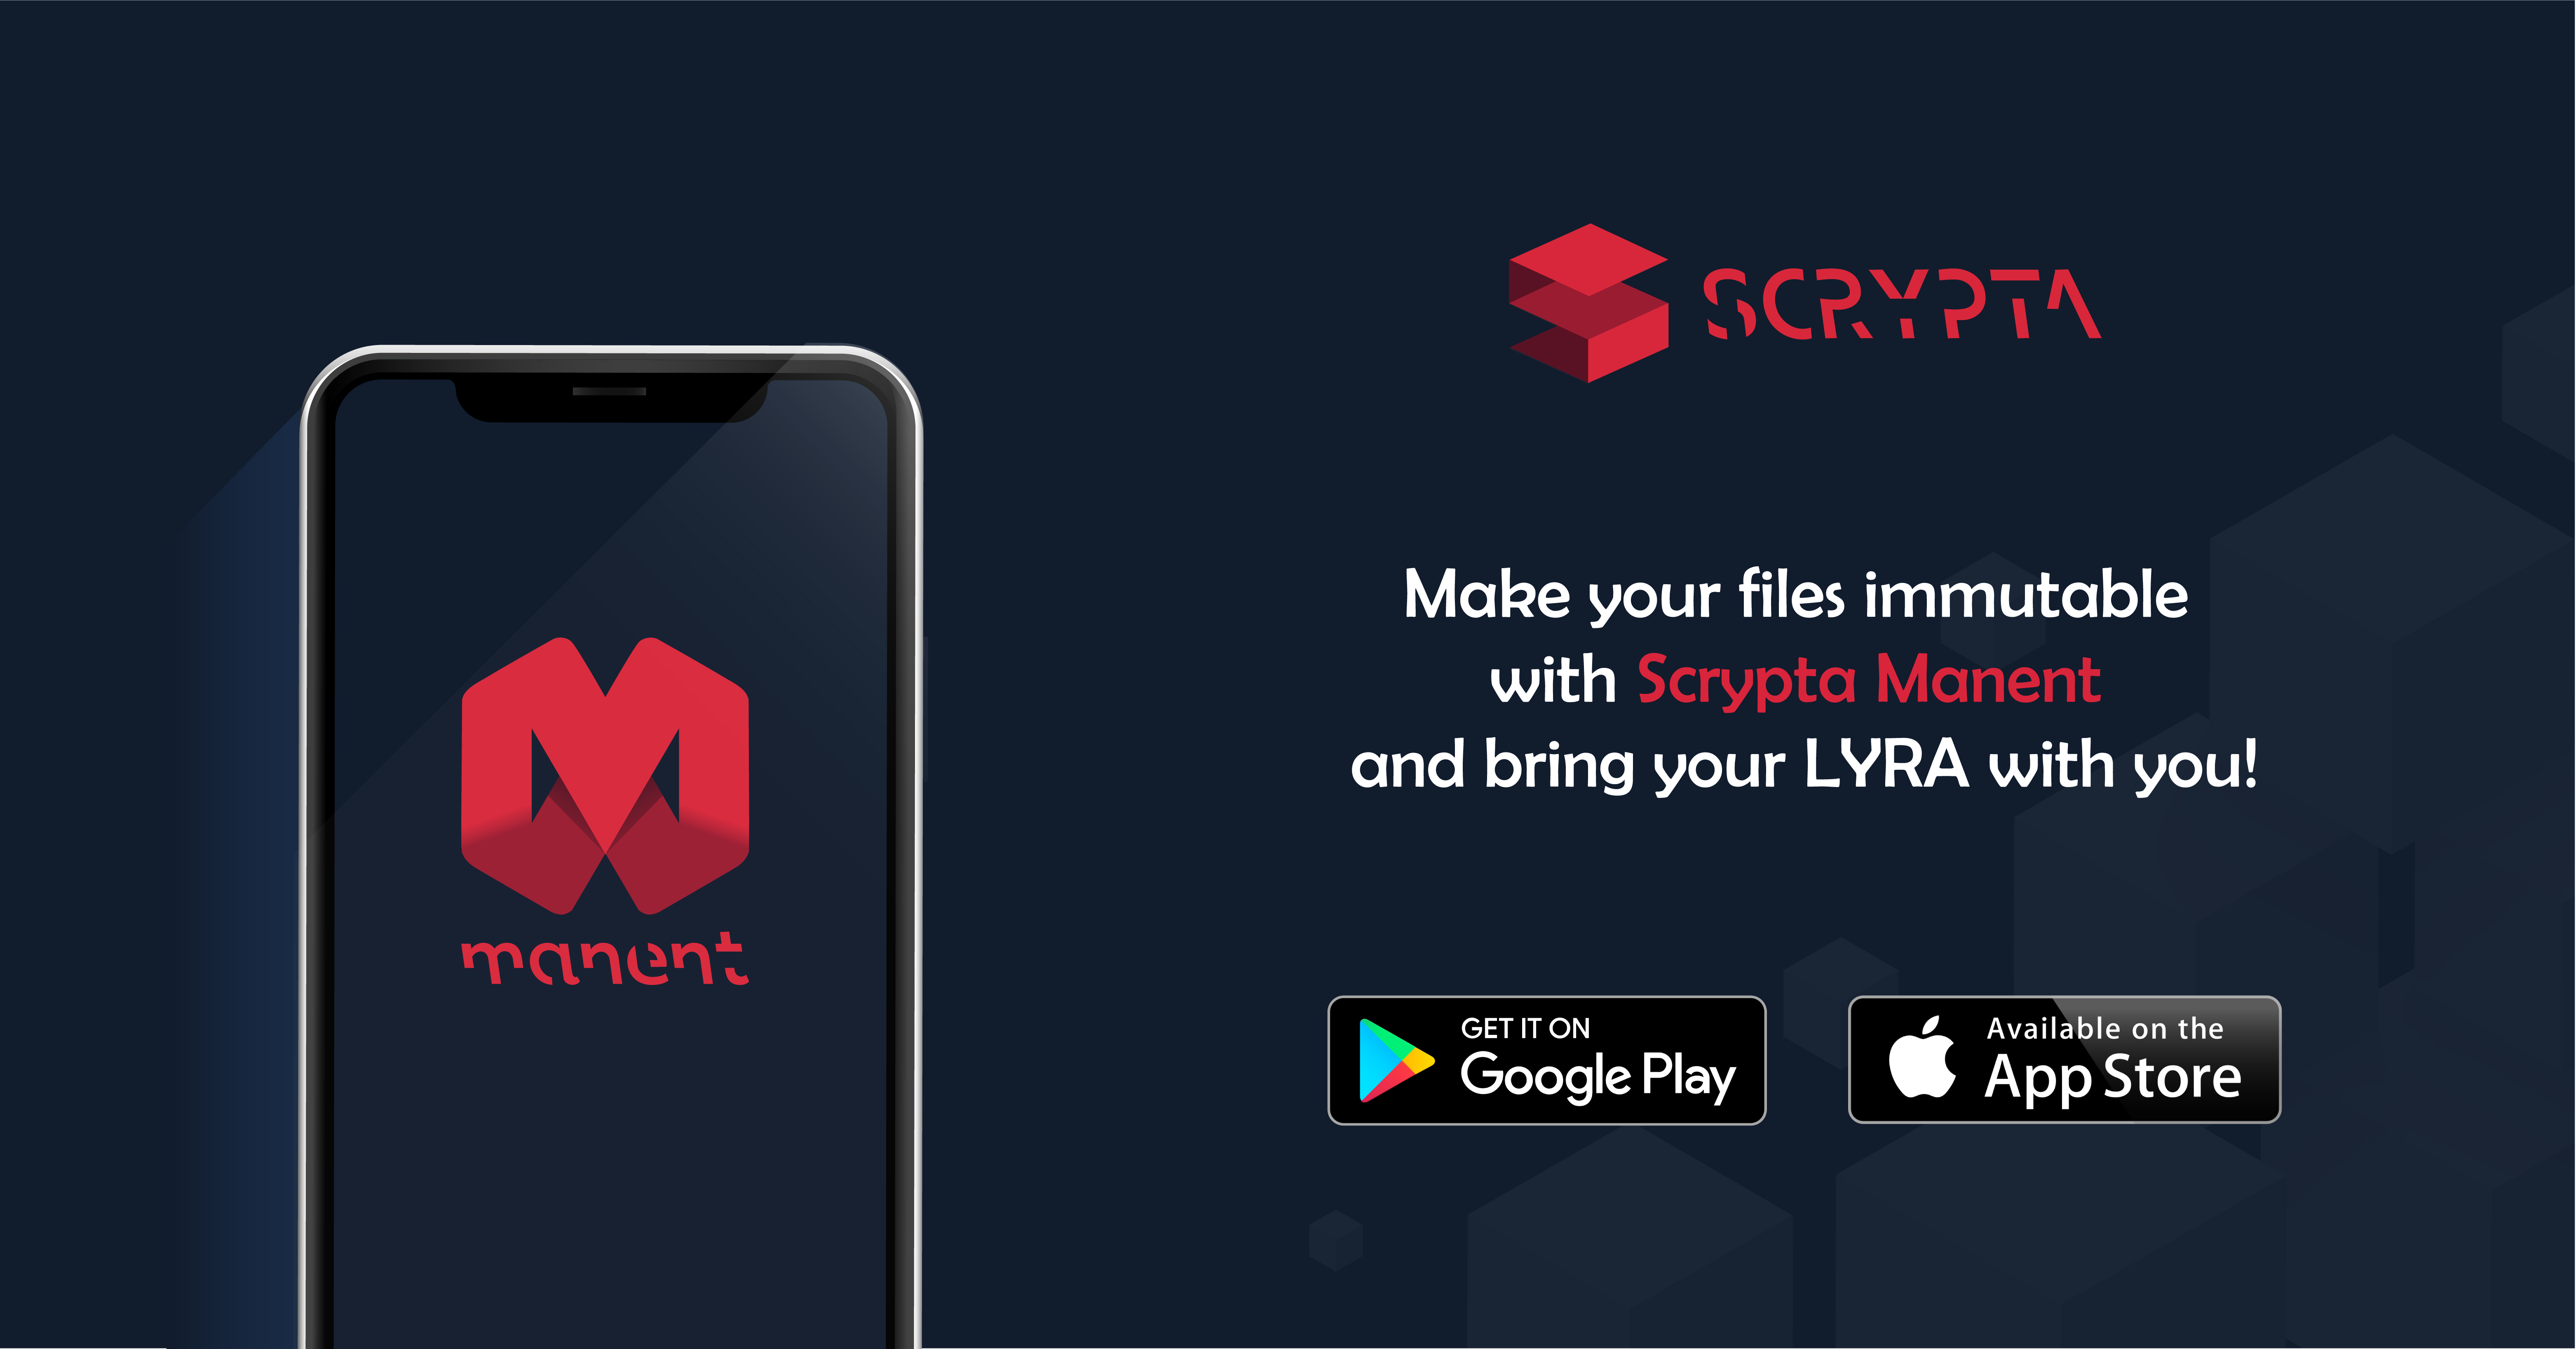 manent
SCRYPTA
Make your files immutable
with Scrypta Manent
and bring your LYRA with you!
GET IT ON
Google Play
Available on the
App Store